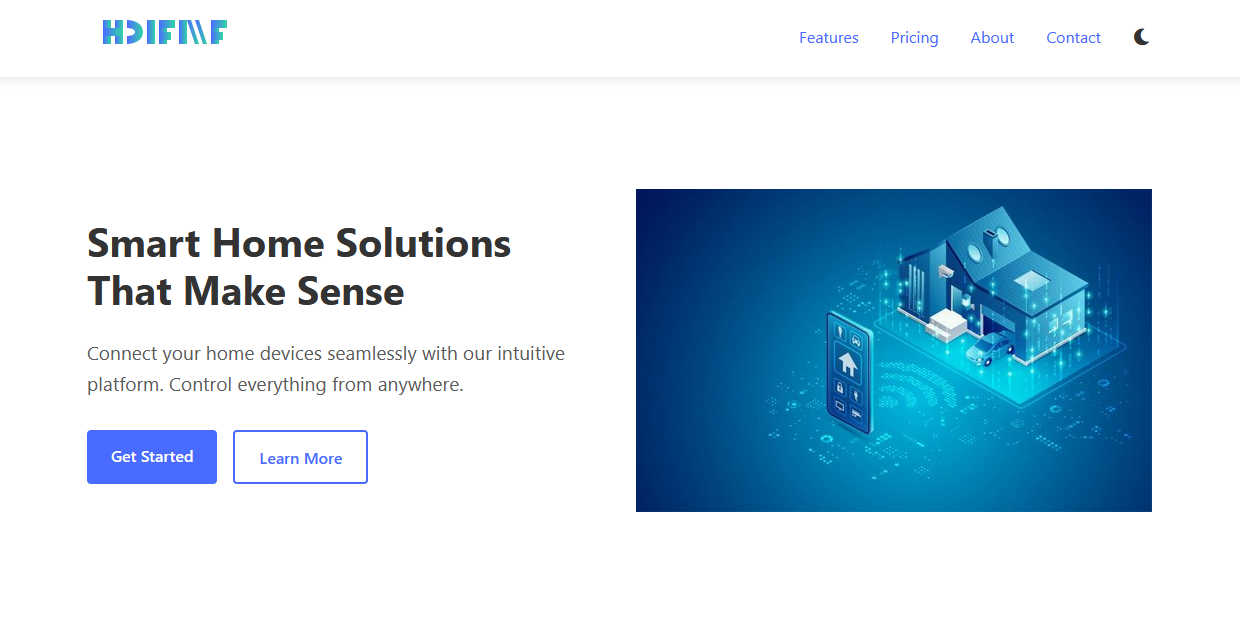 Features Pricing About Contact
Smart Home Solutions
That Make Sense
Connect your home devices seamlessly with our intuitive
platform. Control everything from anywhere.
Get Started Learn More